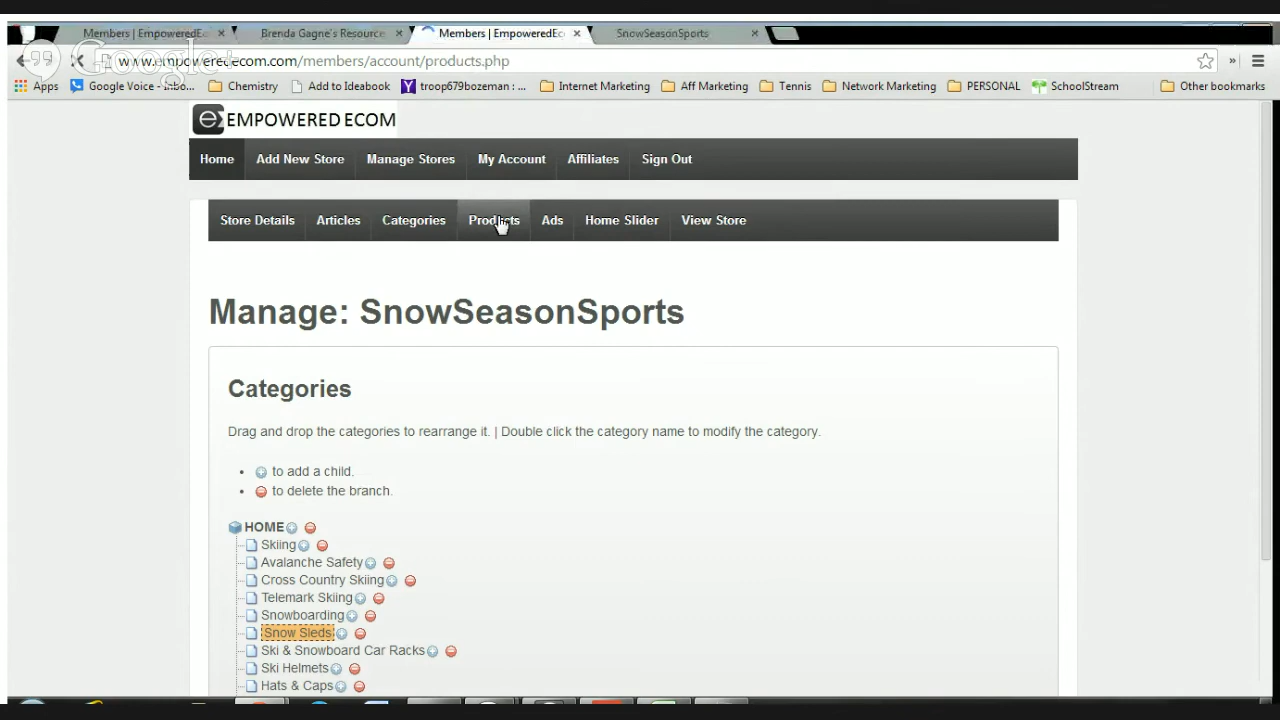 Members | EmpoweredEc
Brenda Gagne's Resource
Members | EmpoweredEc
SnowSeasonSports
Google+
www.empoweredecom.com/members/account/products.php
Apps
Google Voice - Inbo...
Chemistry
Add to Ideabook
troop679bozeman : ...
Internet Marketing
Aff Marketing
Tennis
Network Marketing
PERSONAL
SchoolStream
»
Other bookmarks
EMPOWERED ECOM
Home
Add New Store
Manage Stores
My Account
Affiliates
Sign Out
Store Details
Articles
Categories
Products
Ads
Home Slider
View Store
Manage: SnowSeasonSports
Categories
Drag and drop the categories to rearrange it. | Double click the category name to modify the category.
• to add a child.
• to delete the branch.
HOME
Skiing
Avalanche Safety
Cross Country Skiing
Telemark Skiing
Snowboarding
Snow Sleds
Ski & Snowboard Car Racks
Ski Helmets
Hats & Caps